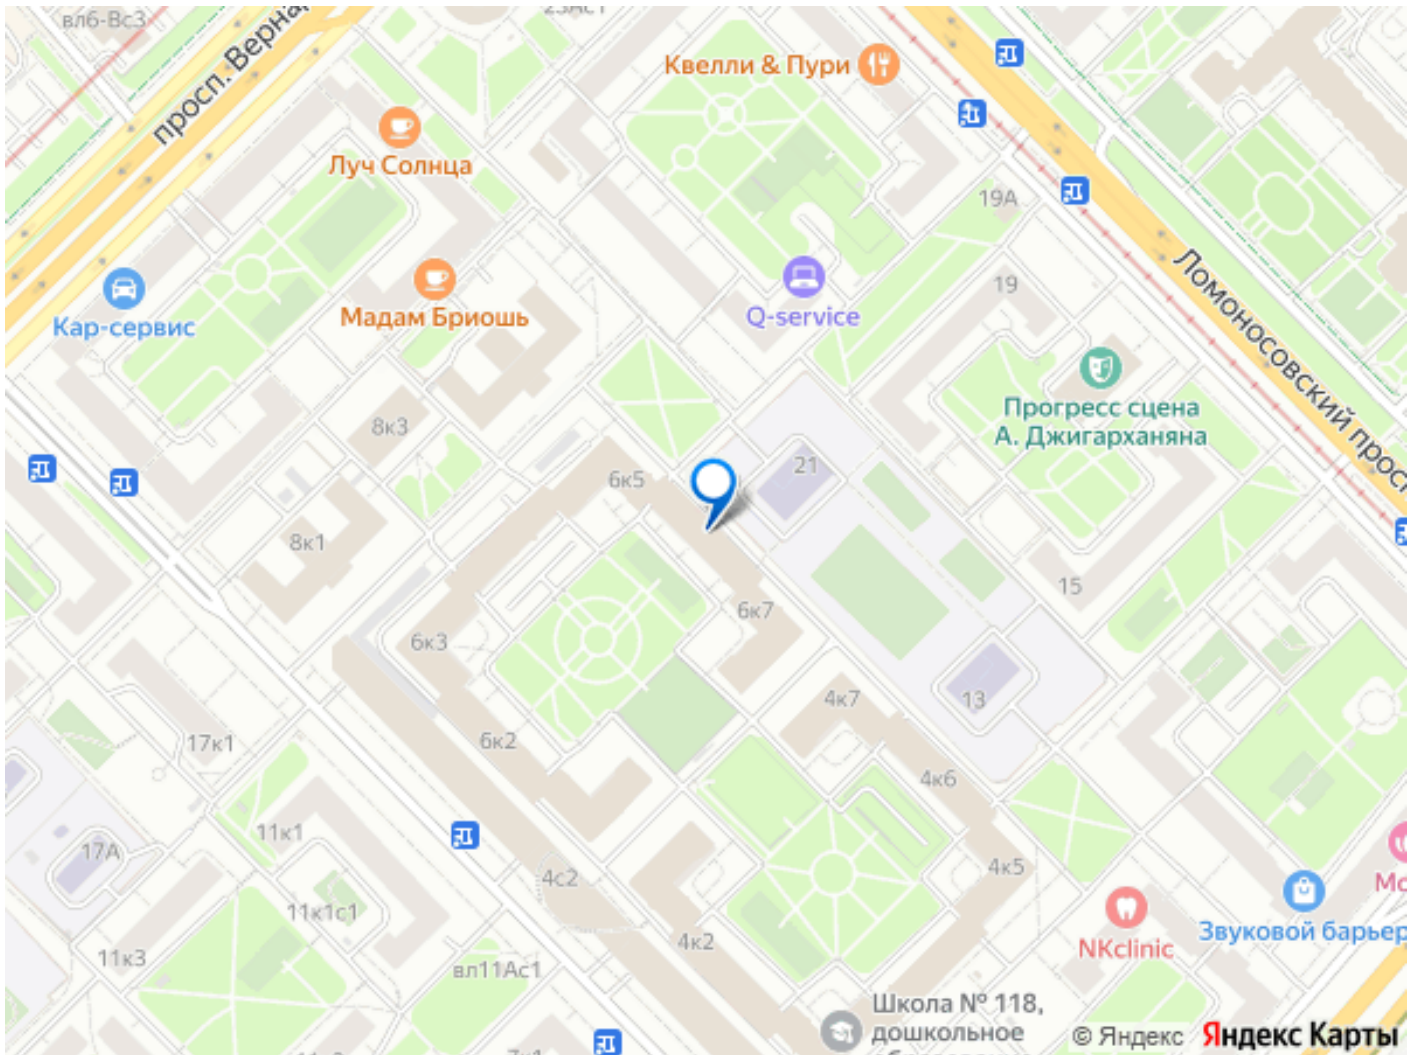 вл6-Вс3
просп. Верна
23Ас1
Квелли & Пури
Луч Солнца
19А
Ломоносовский просп
19
Кар-сервис
Мадам Бриошь
Q-service
Прогресс сцена
А. Джигарханяна
8к3
6к5
21
8к1
15
6к7
6к3
4к7
13
17к1
6к2
4к6
11к1
17А
4к5
4с2
Мс
11к1с1
Звуковой барьер
NKclinic
4к2
11к3
вл11Ас1
Школа № 118,
дошкольное
© Яндекс Яндекс Карты